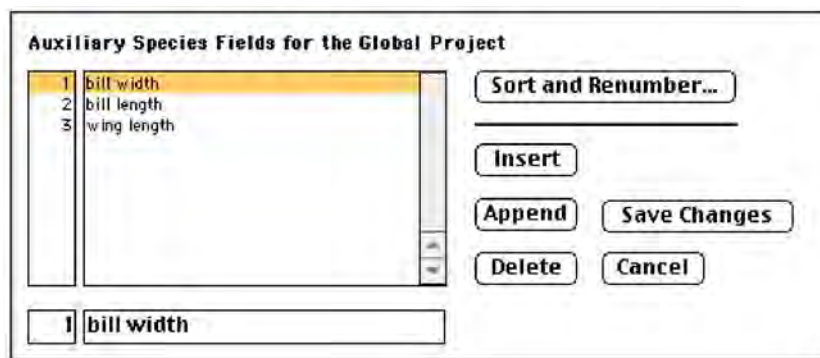 Auxiliary Species Fields for the Global Project
1 bill width
2 bill length
3 wing length
Sort and Renumber...
Insert
Append
Save Changes
Delete
Cancel
1 bill width